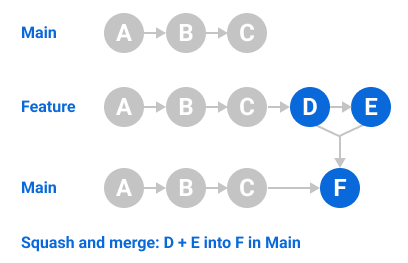 Main A B C
Feature A B C D E
Main A B C F
Squash and merge: D + E into F in Main